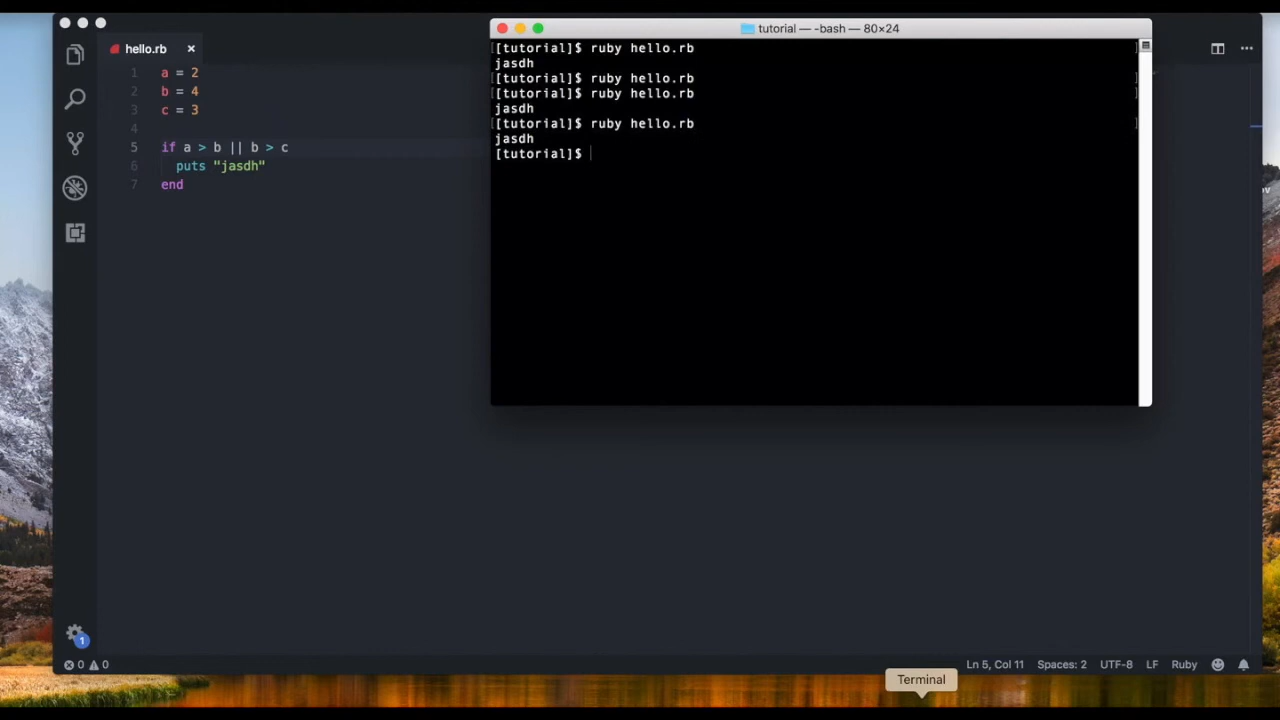 hello.rb ×
1 a = 2
2 b = 4
3 c = 3
4
5 if a > b || b > c
6 puts "jasdh"
7 end
tutorial — -bash — 80×24
[[tutorial]$ ruby hello.rb ]
jasdh
[[tutorial]$ ruby hello.rb ]
[[tutorial]$ ruby hello.rb ]
jasdh
[[tutorial]$ ruby hello.rb ]
jasdh
[tutorial]$
1
0 0
Ln 5, Col 11 Spaces: 2 UTF-8 LF Ruby
Terminal